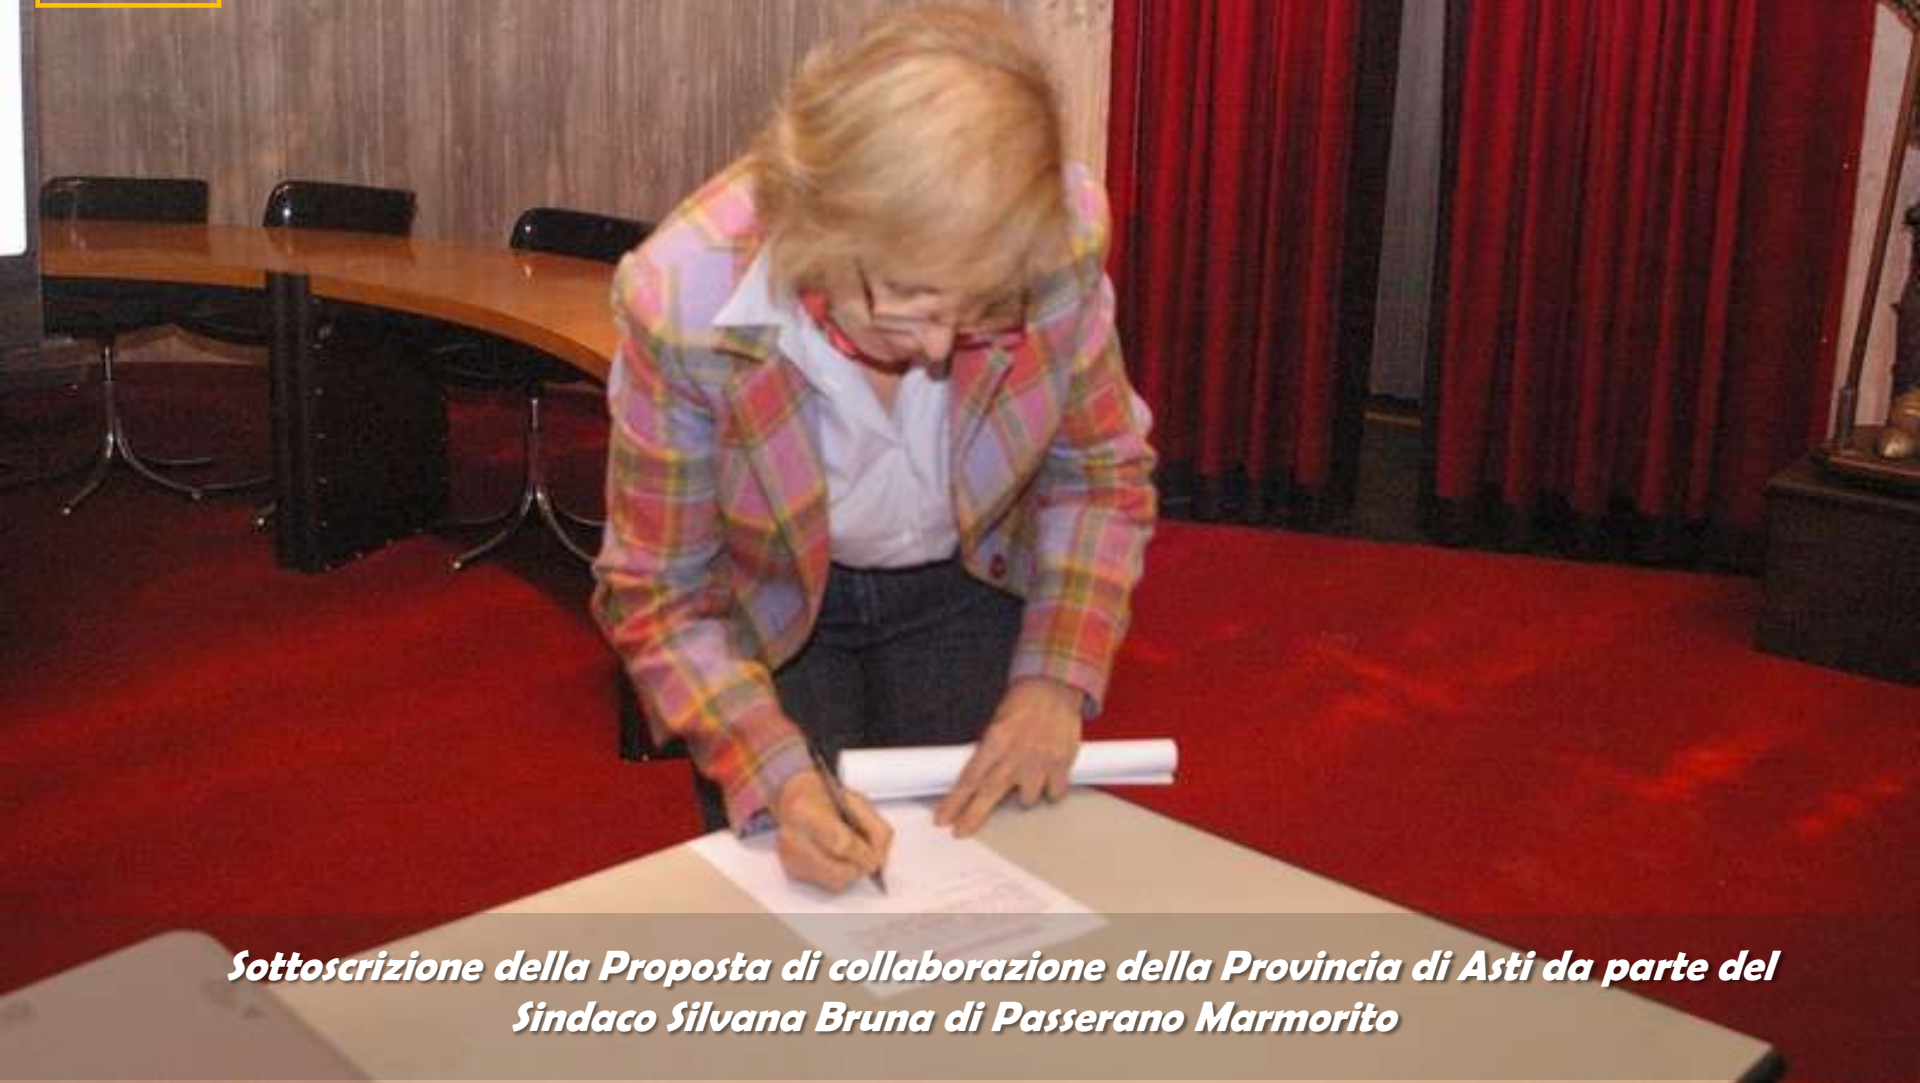 Sottoscrizione della Proposta di collaborazione della Provincia di Asti da parte del
Sindaco Silvana Bruna di Passerano Marmorito